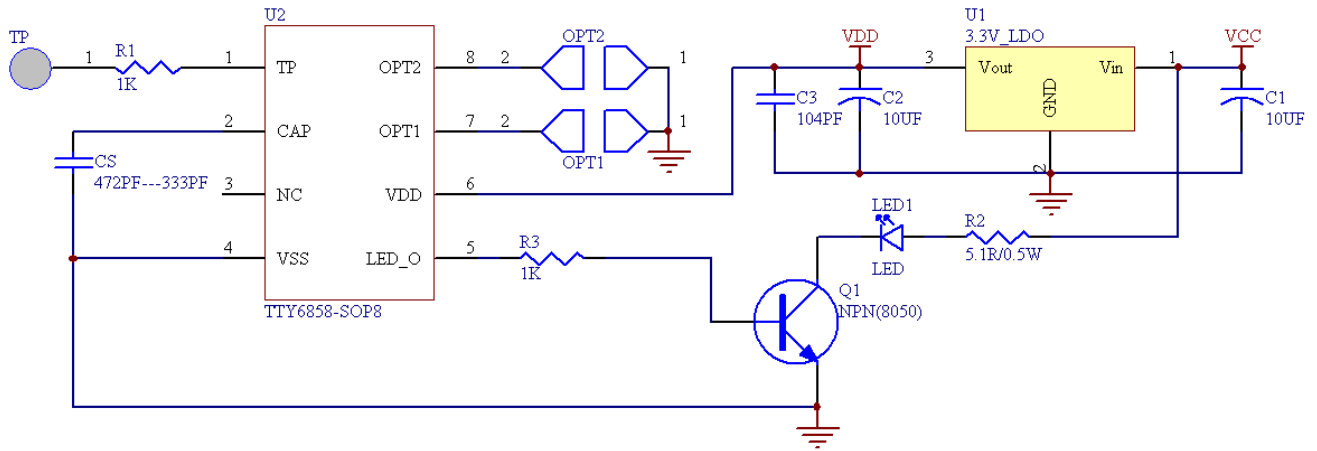 U2
TP
1
R1
1K
1
TP
OPT2
8
2
OPT2
1
2
CAP
OPT1
7
2
OPT1
1
CS
472PF---333PF
3
NC
VDD
6
4
VSS
LED_O
5
R3
1K
TTY6858-SOP8
VDD
C3
104PF
C2
10UF
U1
3.3V_LDO
3
Vout
Vin
1
GND
2
VCC
C1
10UF
LED1
LED
R2
5.1R/0.5W
Q1
NPN(8050)